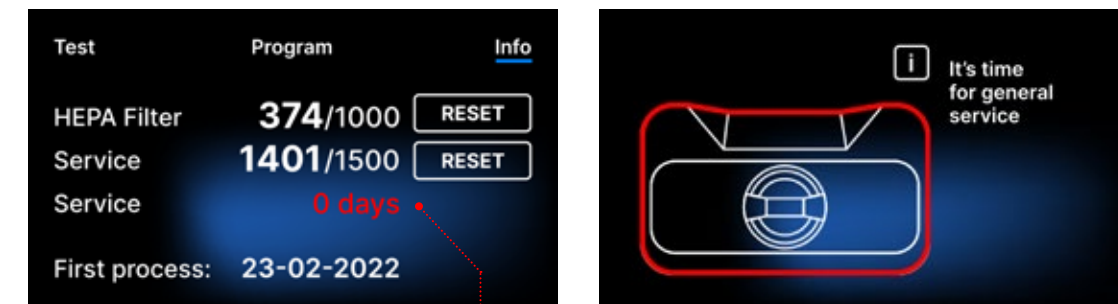 Test Program Info
HEPA Filter 374/1000 RESET
Service 1401/1500 RESET
Service 0 days
First process: 23-02-2022
i It's time
for general
service